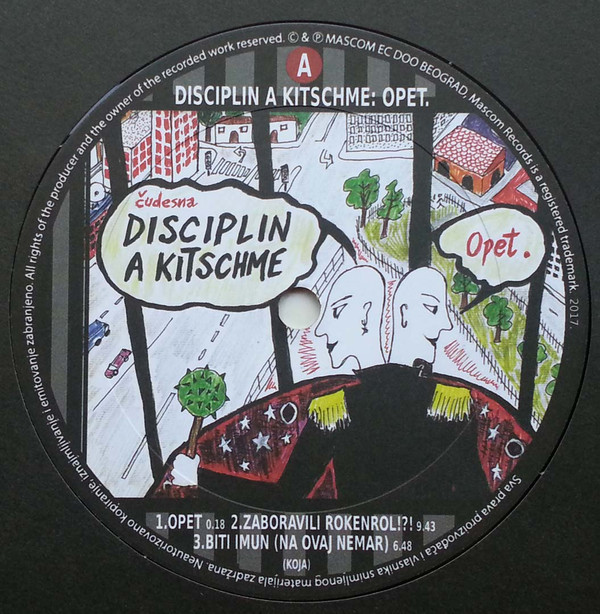 A
DISCIPLIN A KITSCHME: OPET.
čudesna
DISCIPLIN
A KITSCHME
Opet.
1.OPET 0.18 2.ZABORAVILI ROKENROL!?! 9.43
3.BITI IMUN (NA OVAJ NEMAR) 6.48
(KOJA)
All rights of the producer and the owner of the recorded work reserved. © & ℗ MASCOM EC DOO BEOGRAD, Mascom Records is a registered trademark. 2017.
Sva prava proizvođača i vlasnika snimljenog materijala zadržana. Neautorizovano kopiranje, iznajmljivanje i emitovanje zabranjeno.